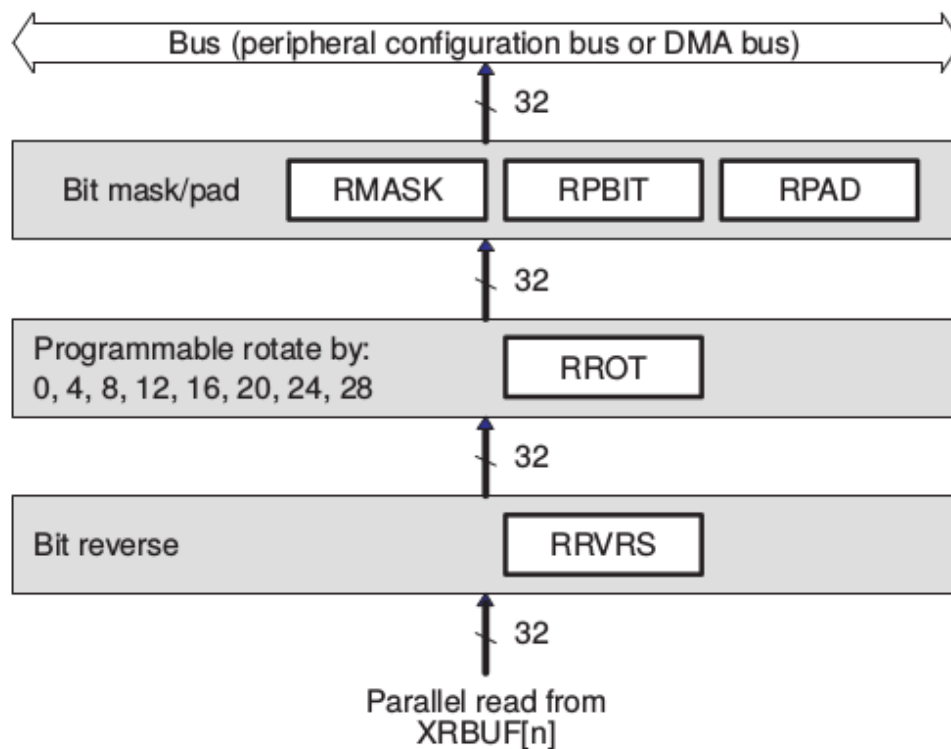 Bus (peripheral configuration bus or DMA bus)
32
Bit mask/pad RMASK RPBIT RPAD
32
Programmable rotate by:
0, 4, 8, 12, 16, 20, 24, 28
RROT
32
Bit reverse RRVRS
32
Parallel read from
XRBUF[n]